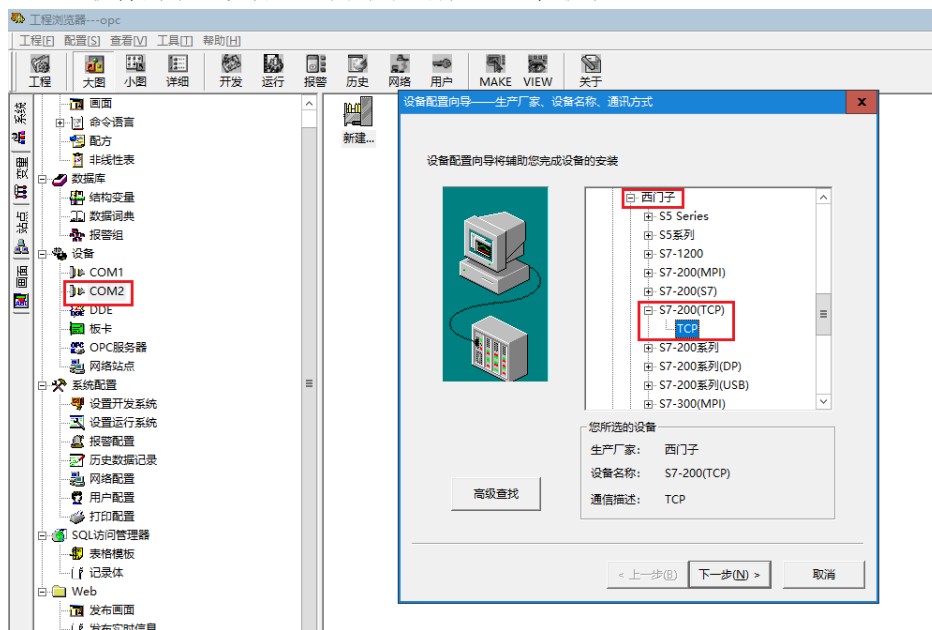 工程浏览器---opc
工程[F] 配置[S] 查看[V] 工具[T] 帮助[H]
工程 大图 小图 详细 开发 运行 报警 历史 网络 用户 MAKE VIEW 关于
系统
变量
站点
画面
画面
命令语言
配方
非线性表
数据库
结构变量
数据词典
报警组
设备
COM1
COM2
DDE
板卡
OPC服务器
网络站点
系统配置
设置开发系统
设置运行系统
报警配置
历史数据记录
网络配置
用户配置
打印配置
SQL访问管理器
表格模板
记录体
Web
发布画面
发布实时信息
新建...
设备配置向导——生产厂家、设备名称、通讯方式
x
设备配置向导将辅助您完成设备的安装
西门子
S5 Series
S5系列
S7-1200
S7-200(MPI)
S7-200(S7)
S7-200(TCP)
TCP
S7-200系列
S7-200系列(DP)
S7-200系列(USB)
S7-300(MPI)
您所选的设备
生产厂家： 西门子
设备名称： S7-200(TCP)
通信描述： TCP
高级查找
< 上一步(B) 下一步(N) > 取消